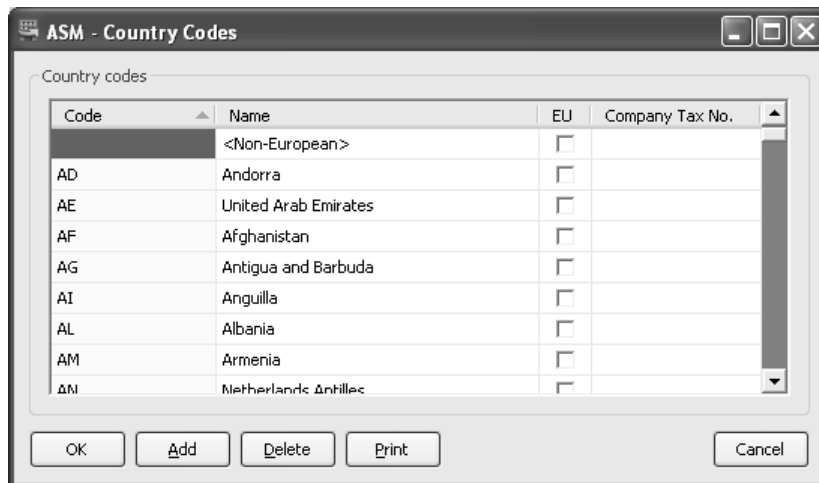 ASM - Country Codes
Country codes
Code Name EU Company Tax No.
<Non-European>
AD Andorra
AE United Arab Emirates
AF Afghanistan
AG Antigua and Barbuda
AI Anguilla
AL Albania
AM Armenia
AN Netherlands Antilles
OK Add Delete Print Cancel